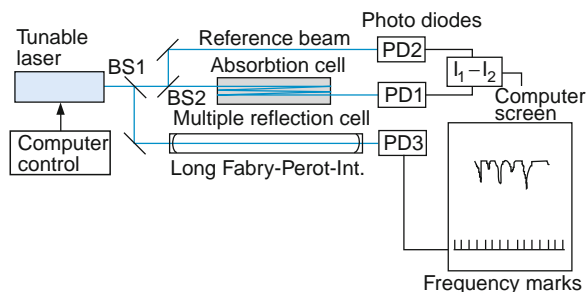 Photo diodes
Tunable
laser
Reference beam
PD2
BS1
Absorbtion cell
I₁ – I₂
BS2
PD1
Computer
screen
Multiple reflection cell
Computer
control
PD3
Long Fabry-Perot-Int.
Frequency marks